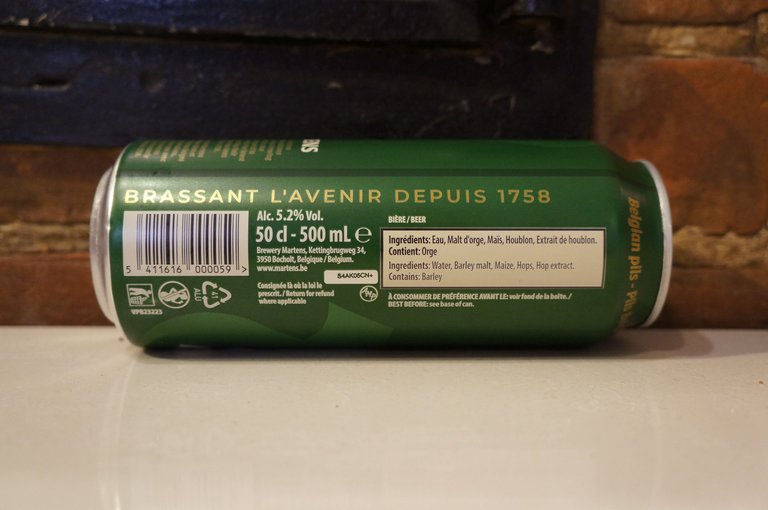 ENS
BRASSANT L'AVENIR DEPUIS 1758
Alc. 5.2% Vol.
50 cl - 500 mL e
Brewery Martens, Kettingbrugweg 34,
3950 Bocholt, Belgique / Belgium.
www.martens.be
5 411616 000059 >
84AK05CN+
Consignée là où la loi le
prescrit. / Return for refund
where applicable
41
ALU
VPB23223
BIÈRE / BEER
Ingrédients: Eau, Malt d'orge, Maïs, Houblon, Extrait de houblon.
Contient: Orge
Ingredients: Water, Barley malt, Maize, Hops, Hop extract.
Contains: Barley
À CONSOMMER DE PRÉFÉRENCE AVANT LE: voir fond de la boîte. /
BEST BEFORE: see base of can.
Belgian pils